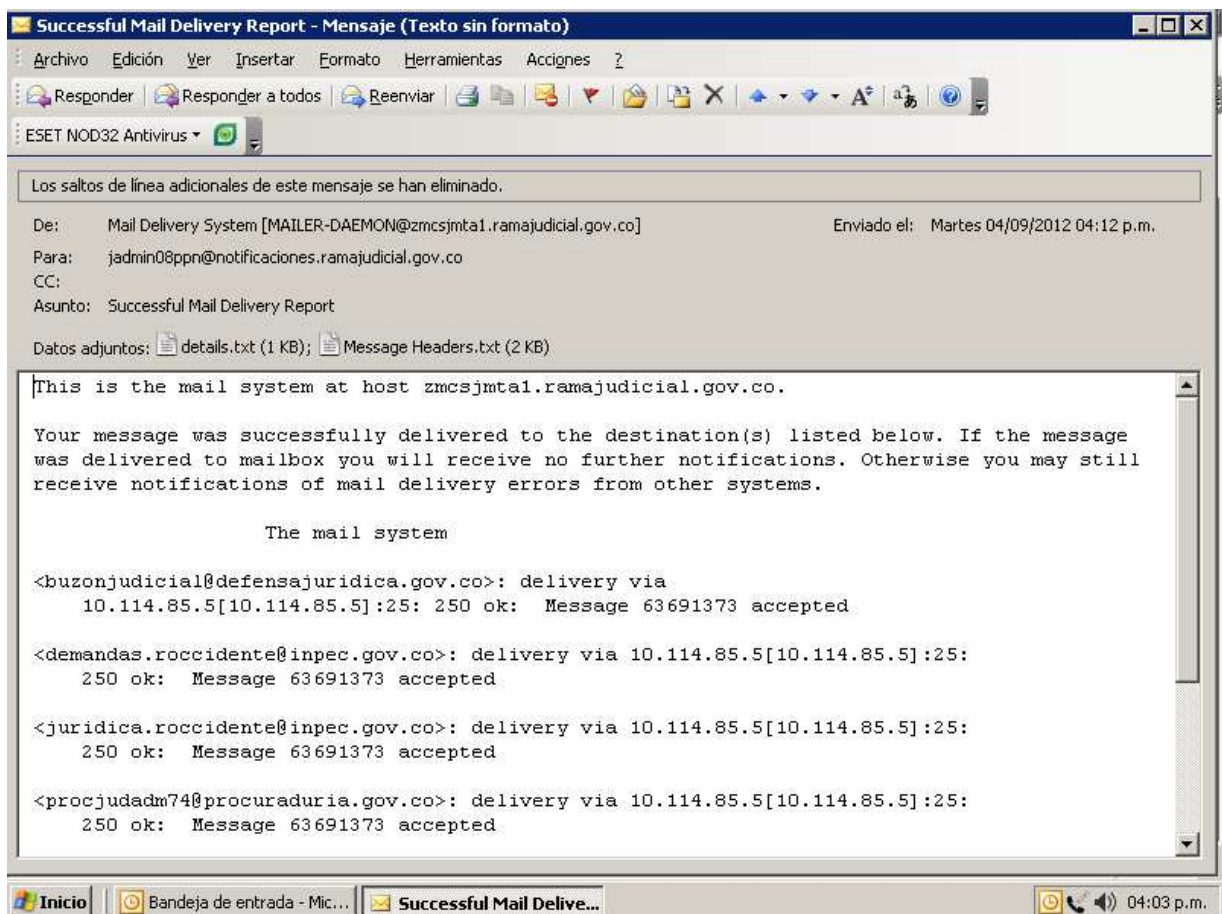 Successful Mail Delivery Report - Mensaje (Texto sin formato)
Archivo Edición Ver Insertar Formato Herramientas Acciones ?
Responder Responder a todos Reenviar
ESET NOD32 Antivirus
Los saltos de línea adicionales de este mensaje se han eliminado.
De: Mail Delivery System [MAILER-DAEMON@zmcsjmta1.ramajudicial.gov.co] Enviado el: Martes 04/09/2012 04:12 p.m.
Para: jadmin08ppn@notificaciones.ramajudicial.gov.co
CC:
Asunto: Successful Mail Delivery Report
Datos adjuntos: details.txt (1 KB); Message Headers.txt (2 KB)
This is the mail system at host zmcsjmta1.ramajudicial.gov.co.
Your message was successfully delivered to the destination(s) listed below. If the message
was delivered to mailbox you will receive no further notifications. Otherwise you may still
receive notifications of mail delivery errors from other systems.
The mail system
<buzonjudicial@defensajuridica.gov.co>: delivery via
10.114.85.5[10.114.85.5]:25: 250 ok: Message 63691373 accepted
<demandas.roccidente@inpec.gov.co>: delivery via 10.114.85.5[10.114.85.5]:25:
250 ok: Message 63691373 accepted
<juridica.roccidente@inpec.gov.co>: delivery via 10.114.85.5[10.114.85.5]:25:
250 ok: Message 63691373 accepted
<procjudadm74@procuraduria.gov.co>: delivery via 10.114.85.5[10.114.85.5]:25:
250 ok: Message 63691373 accepted
Inicio Bandeja de entrada - Mic... Successful Mail Delive... 04:03 p.m.